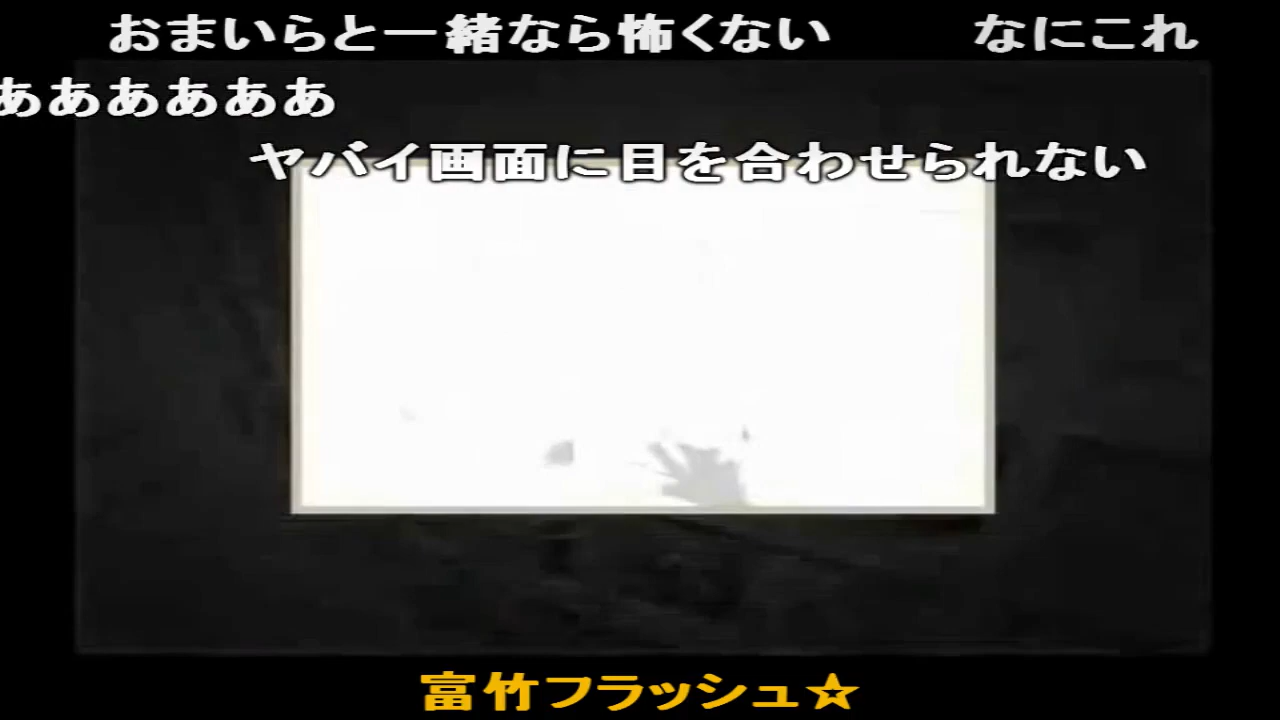 おまいらと一緒なら怖くない　なにこれ
ああああああ
ヤバイ画面に目を合わせられない
富竹フラッシュ☆